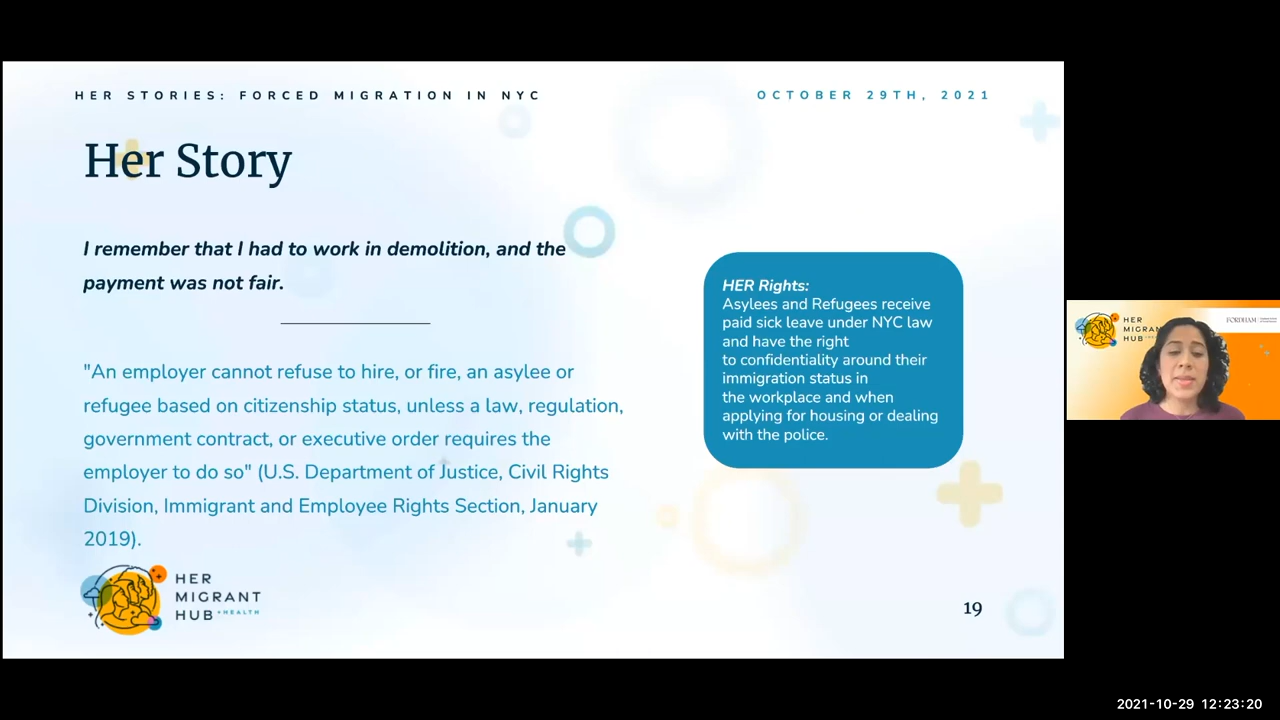 HER STORIES: FORCED MIGRATION IN NYC
OCTOBER 29TH, 2021
Her Story
I remember that I had to work in demolition, and the
payment was not fair.
"An employer cannot refuse to hire, or fire, an asylee or
refugee based on citizenship status, unless a law, regulation,
government contract, or executive order requires the
employer to do so" (U.S. Department of Justice, Civil Rights
Division, Immigrant and Employee Rights Section, January
2019).
HER Rights:
Asylees and Refugees receive
paid sick leave under NYC law
and have the right
to confidentiality around their
immigration status in
the workplace and when
applying for housing or dealing
with the police.
HER
MIGRANT
HUB +HEALTH
19
HER
MIGRAN
HUB
FORDHAM
2021-10-29 12:23:20